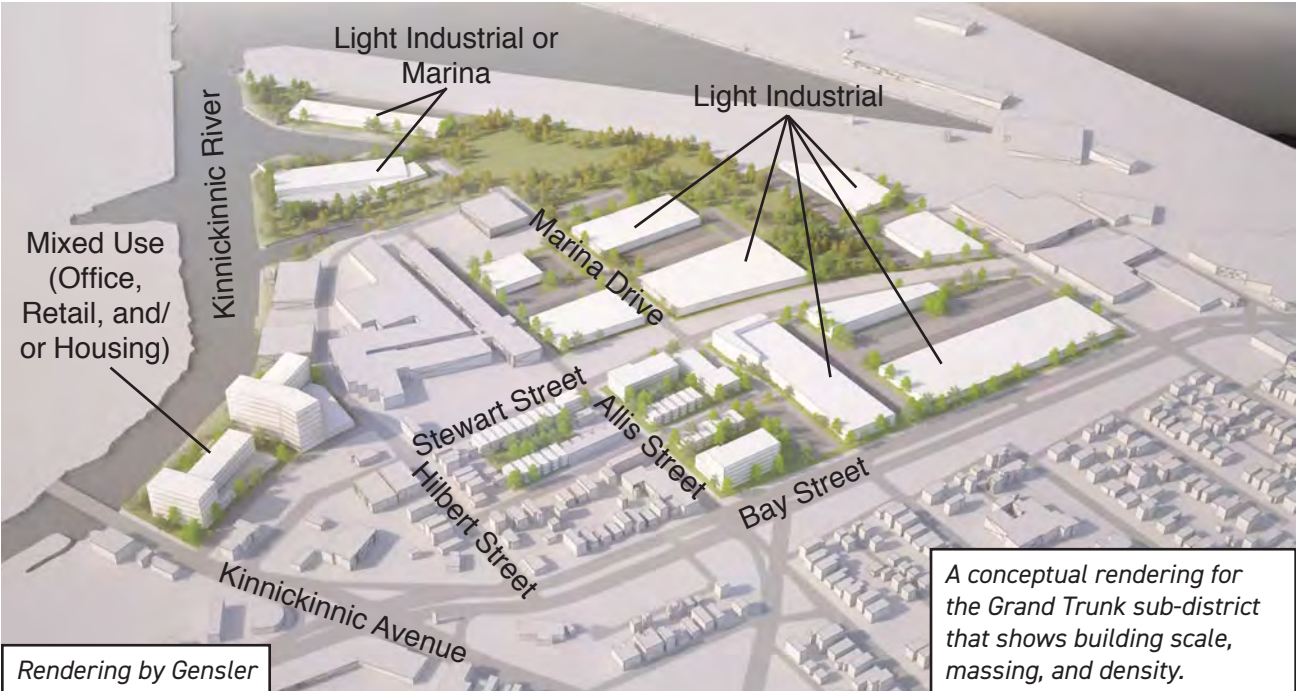 Light Industrial or
Marina
Light Industrial
Kinnickinnic River
Mixed Use
(Office,
Retail, and/
or Housing)
Marina Drive
Stewart Street
Allis Street
Hilbert Street
Bay Street
Kinnickinnic Avenue
Rendering by Gensler
A conceptual rendering for
the Grand Trunk sub-district
that shows building scale,
massing, and density.